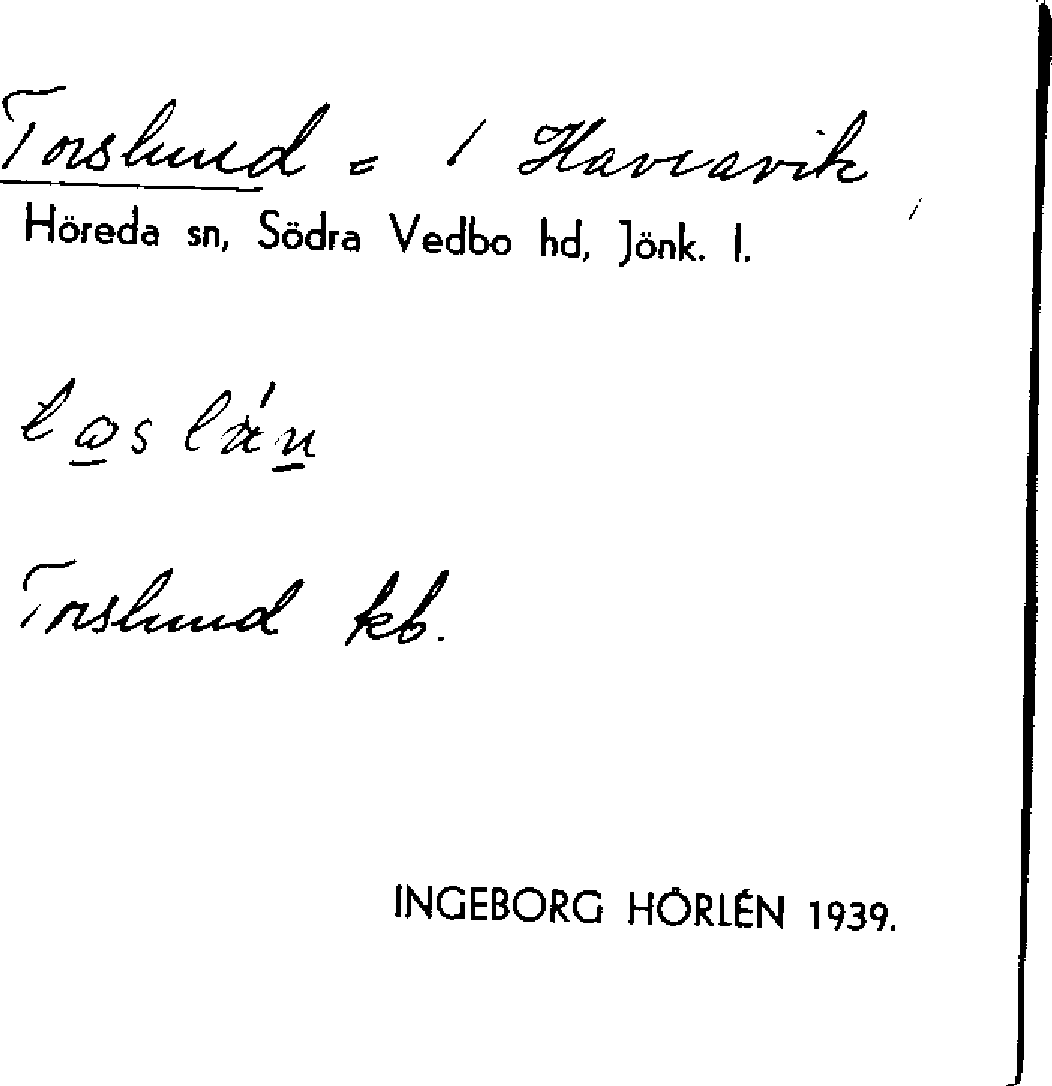 Torslund = 1 Havravik
Höreda sn, Södra Vedbo hd, Jönk. l.
Torslund kb.
INGEBORG HÖRLÉN 1939.